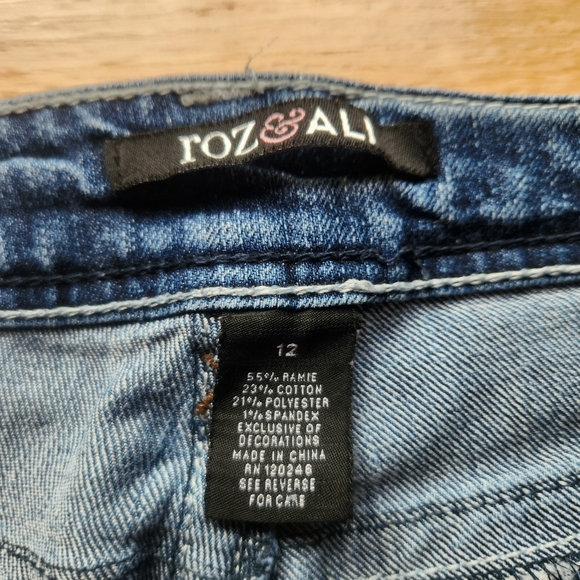 roz&ALI
12
55% RAMIE
23% COTTON
21% POLYESTER
1% SPANDEX
EXCLUSIVE OF
DECORATIONS
MADE IN CHINA
RN 120246
SEE REVERSE
FOR CARE